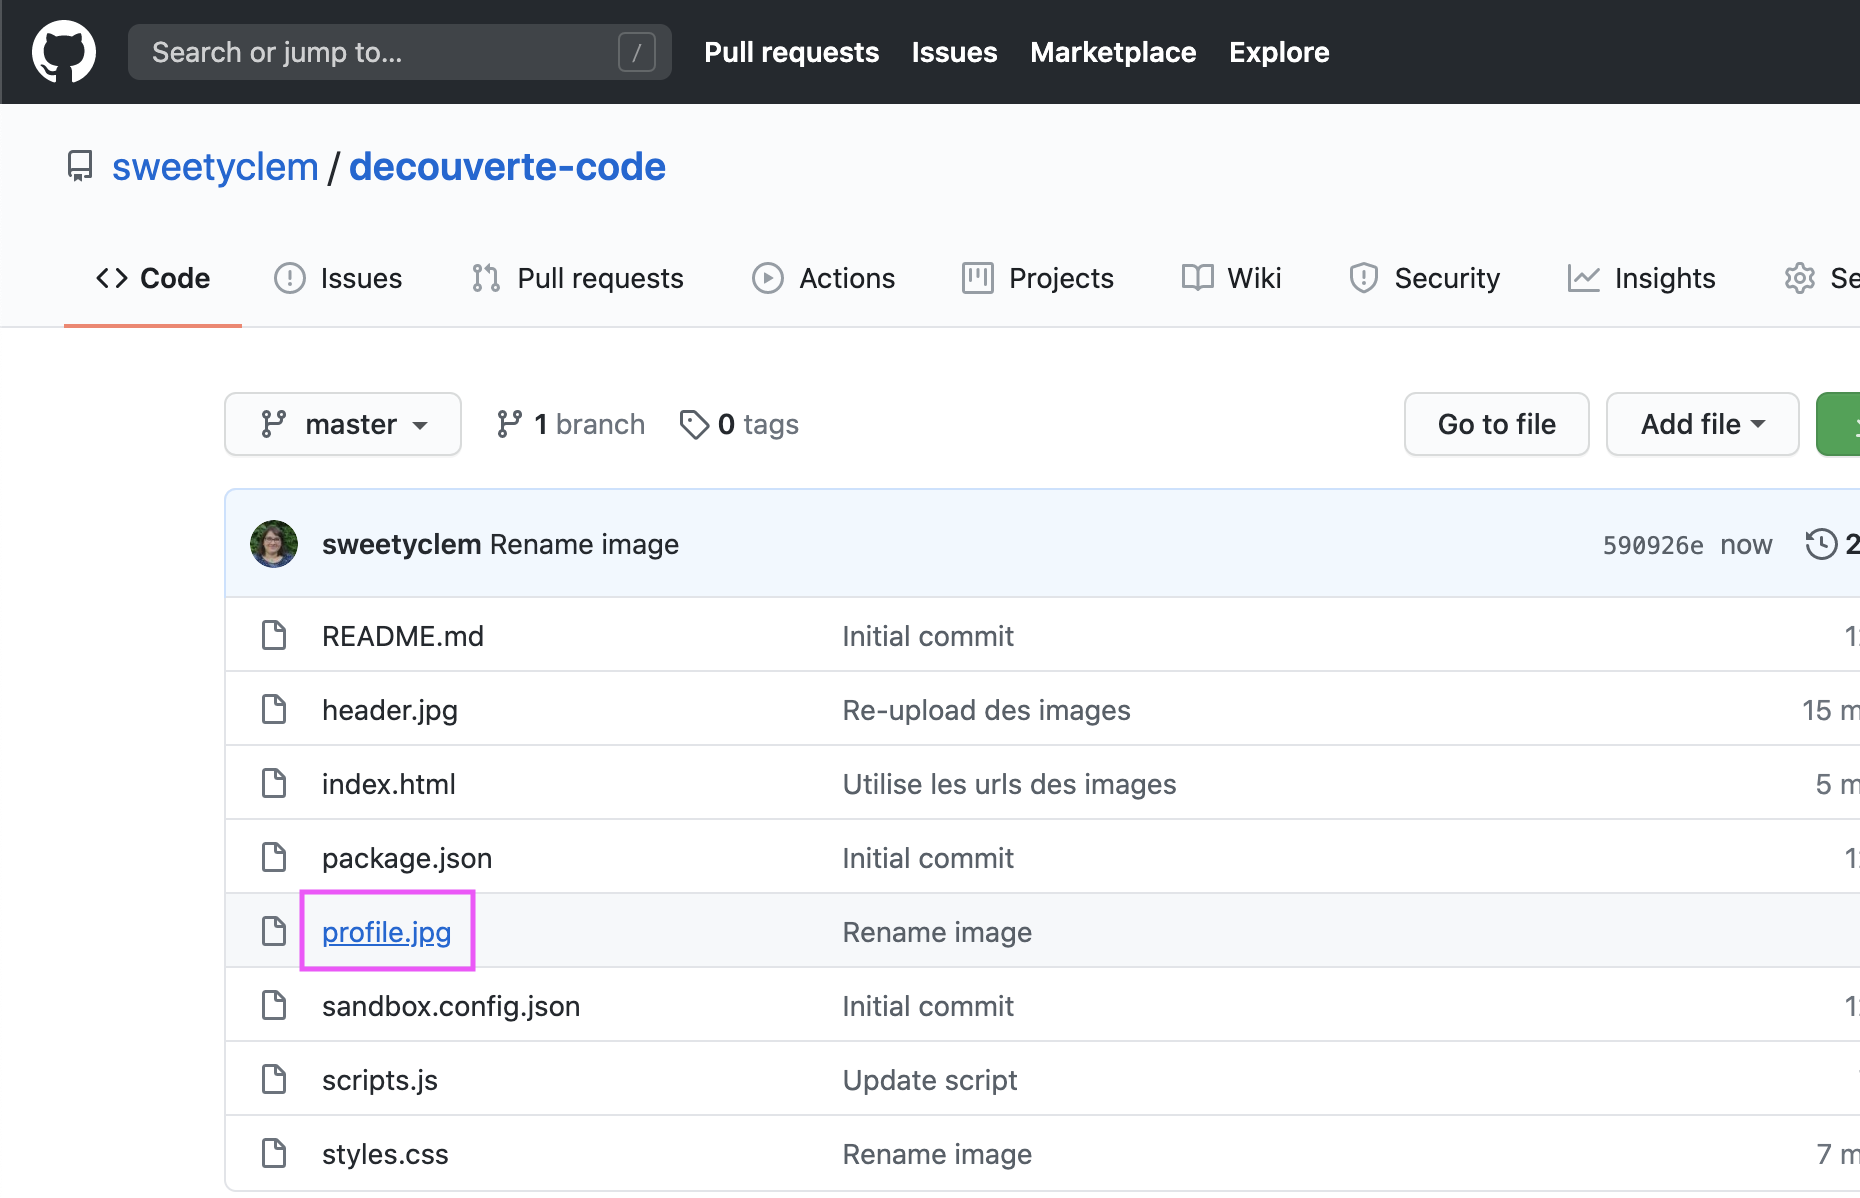 Search or jump to... / Pull requests Issues Marketplace Explore
sweetyclem / decouverte-code
Code Issues Pull requests Actions Projects Wiki Security Insights Se
master 1 branch 0 tags Go to file Add file
sweetyclem Rename image 590926e now 2
README.md Initial commit 1
header.jpg Re-upload des images 15 m
index.html Utilise les urls des images 5 m
package.json Initial commit 1
profile.jpg Rename image
sandbox.config.json Initial commit 1
scripts.js Update script
styles.css Rename image 7 m